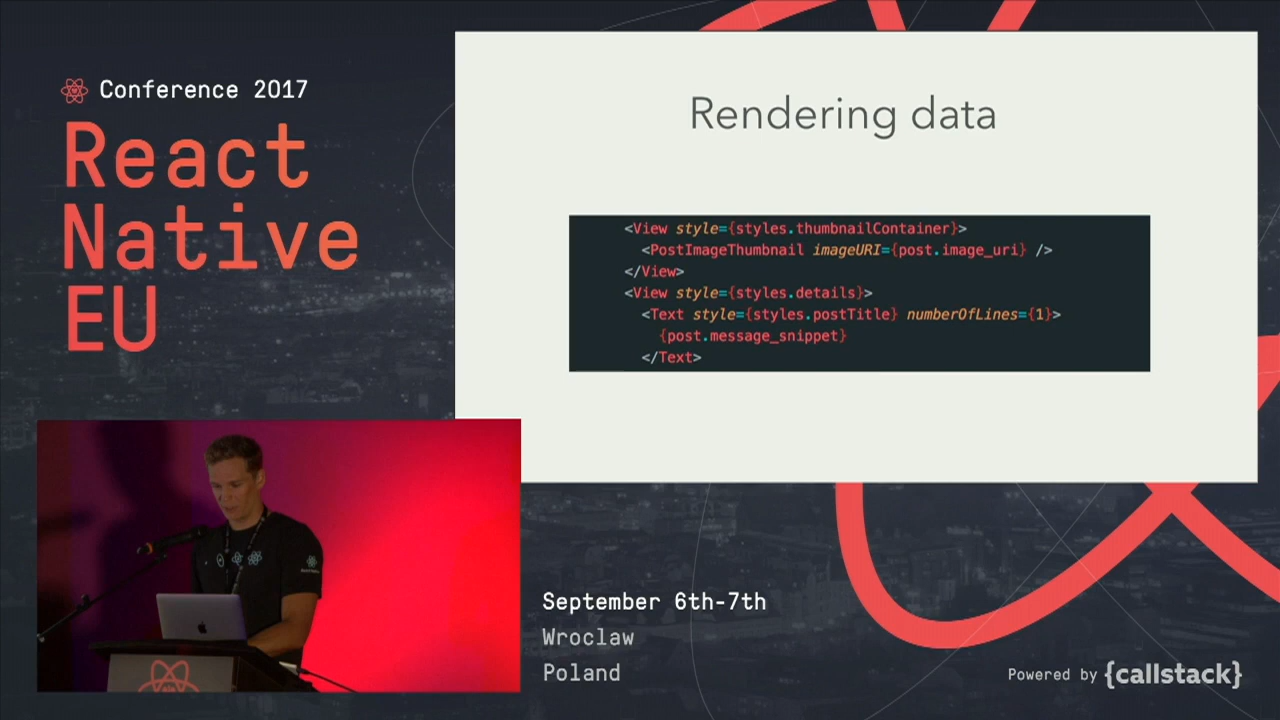 Conference 2017
React
Native
EU
Rendering data
<View style={styles.thumbnailContainer}>
<PostImageThumbnail imageURI={post.image_uri} />
</View>
<View style={styles.details}>
<Text style={styles.postTitle} numberOfLines={1}>
{post.message_snippet}
</Text>
September 6th-7th
Wroclaw
Poland
Powered by {callstack}